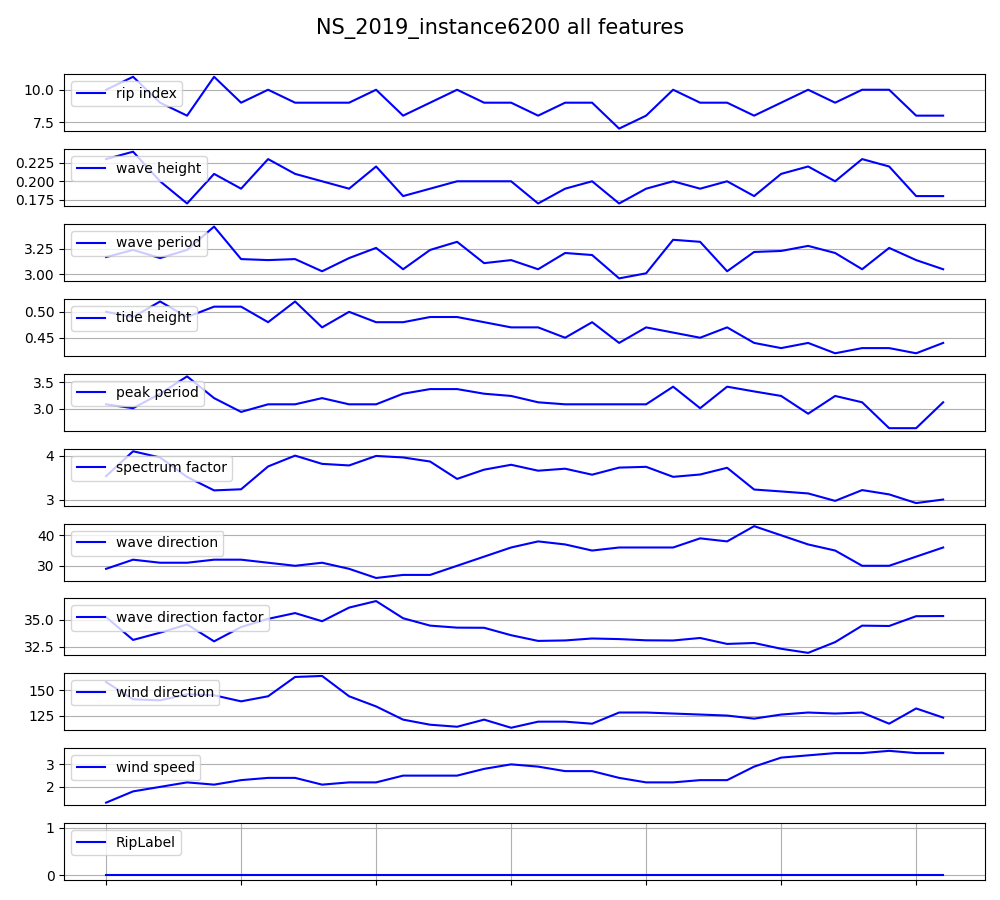 NS_2019_instance6200 all features
10.0
7.5
rip index
0.225
0.200
0.175
wave height
3.25
3.00
wave period
0.50
0.45
tide height
3.5
3.0
peak period
4
3
spectrum factor
40
30
wave direction
35.0
32.5
wave direction factor
150
125
wind direction
3
2
wind speed
1
0
RipLabel